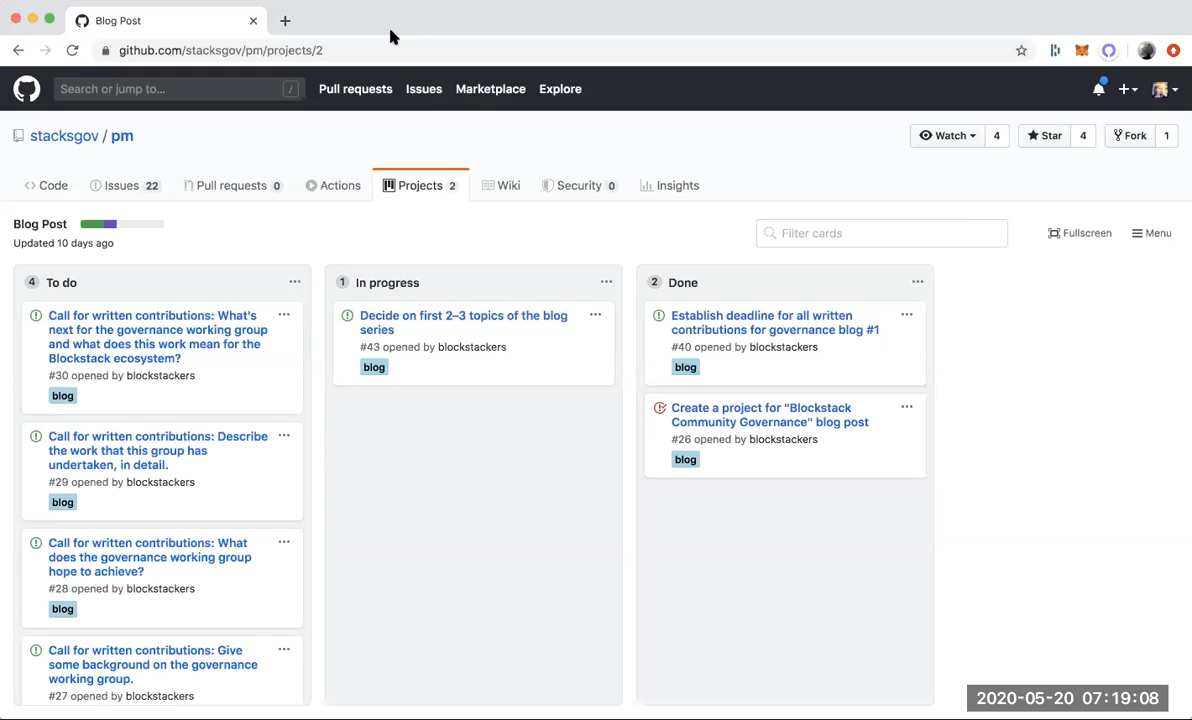 Blog Post
github.com/stacksgov/pm/projects/2
Search or jump to...
/
Pull requests
Issues
Marketplace
Explore
stacksgov / pm
Watch
4
Star
4
Fork
1
Code
Issues 22
Pull requests 0
Actions
Projects 2
Wiki
Security 0
Insights
Blog Post
Updated 10 days ago
Filter cards
Fullscreen
Menu
4 To do
Call for written contributions: What's
next for the governance working group
and what does this work mean for the
Blockstack ecosystem?
#30 opened by blockstackers
blog
Call for written contributions: Describe
the work that this group has
undertaken, in detail.
#29 opened by blockstackers
blog
Call for written contributions: What
does the governance working group
hope to achieve?
#28 opened by blockstackers
blog
Call for written contributions: Give
some background on the governance
working group.
#27 opened by blockstackers
1 In progress
Decide on first 2–3 topics of the blog
series
#43 opened by blockstackers
blog
2 Done
Establish deadline for all written
contributions for governance blog #1
#40 opened by blockstackers
blog
Create a project for "Blockstack
Community Governance" blog post
#26 opened by blockstackers
blog
2020-05-20 07:19:08